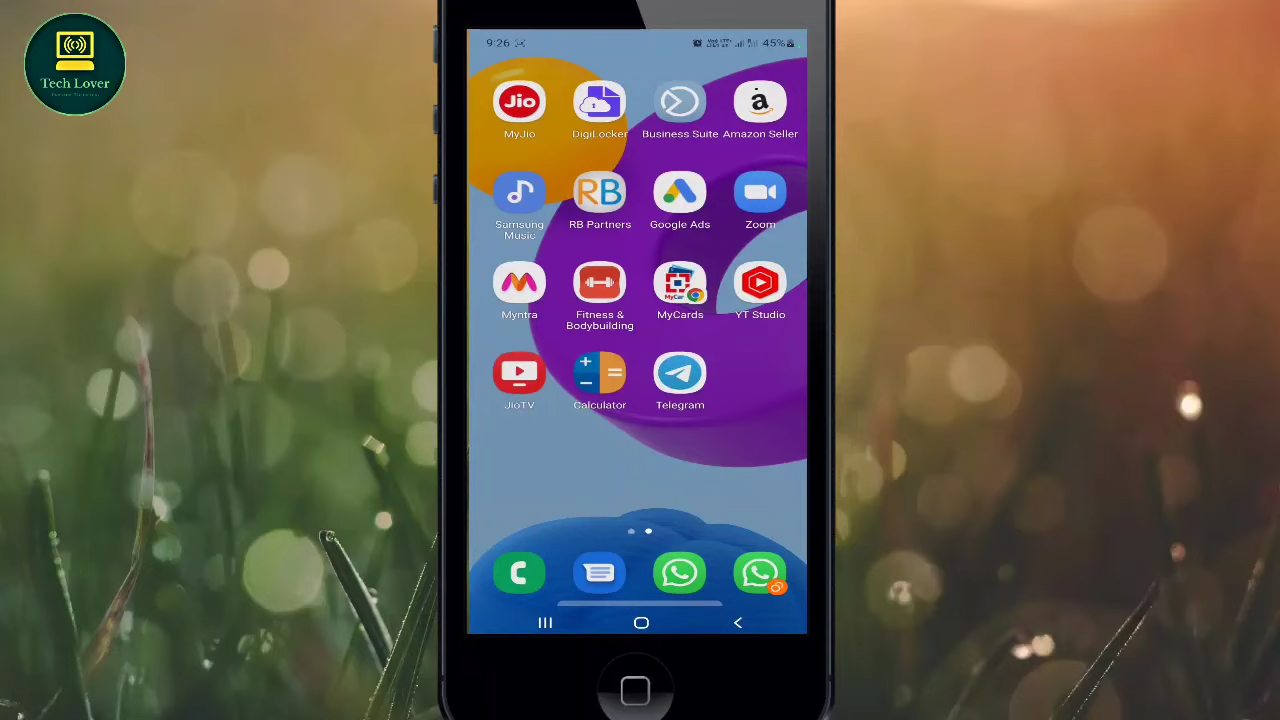 Tech Lover
9:26
45%
Jio
MyJio
DigiLocker
Business Suite
a
Amazon Seller
Samsung
Music
RB
RB Partners
Google Ads
Zoom
Myntra
Fitness &
Bodybuilding
MyCar
MyCards
YT Studio
JioTV
Calculator
Telegram